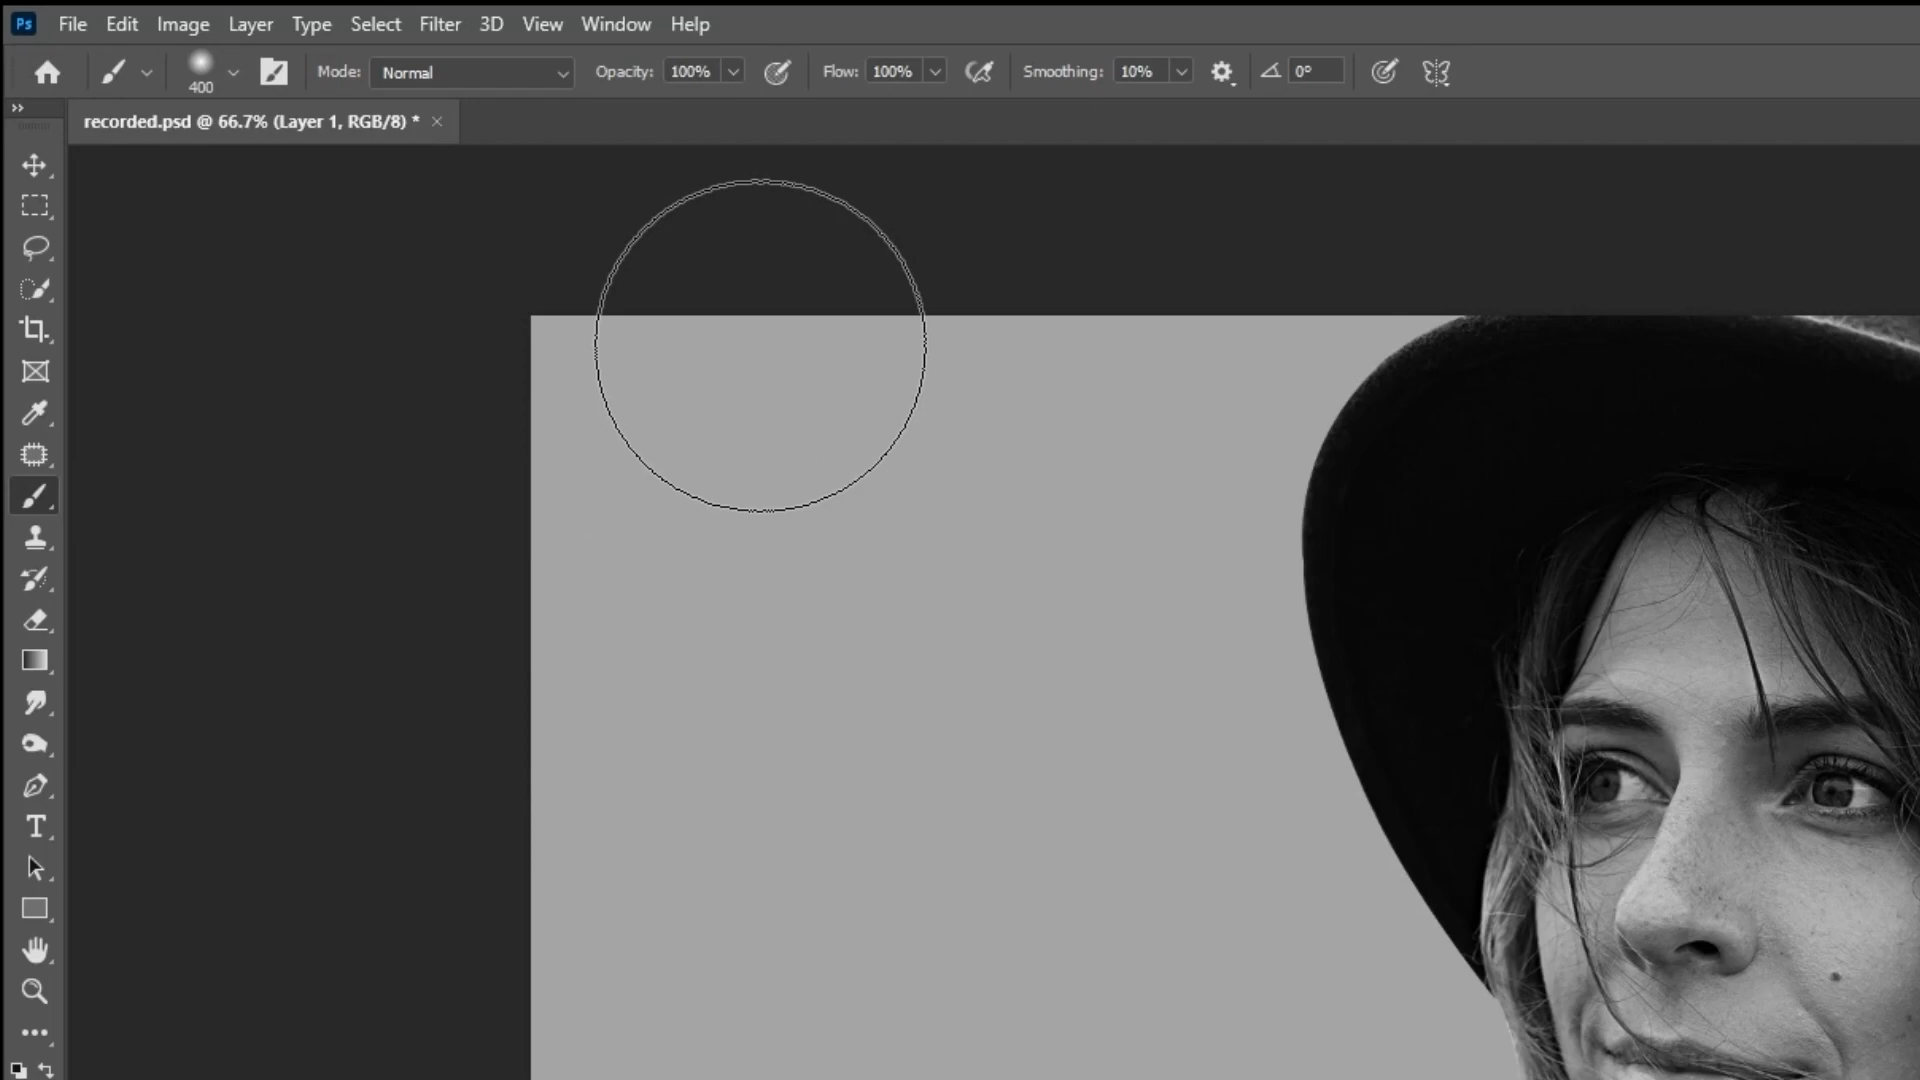 Ps File Edit Image Layer Type Select Filter 3D View Window Help
400 Mode: Normal Opacity: 100% Flow: 100% Smoothing: 10% 0°
recorded.psd @ 66.7% (Layer 1, RGB/8) * ×